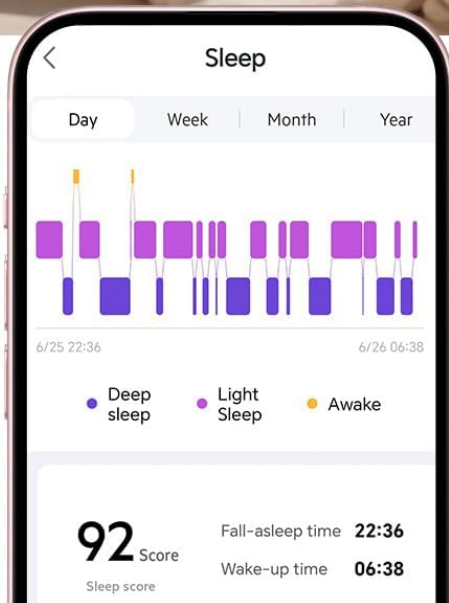 Sleep
Day Week Month Year
6/25 22:36 6/26 06:38
Deep sleep
Light Sleep
Awake
92 Score
Sleep score
Fall-asleep time 22:36
Wake-up time 06:38